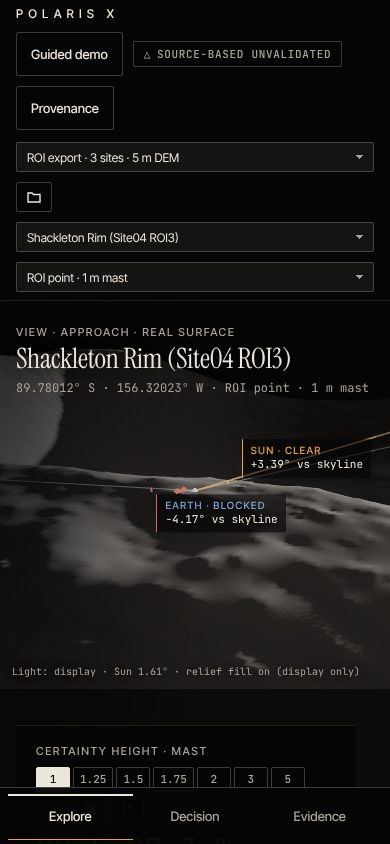 POLARIS X
Guided demo
△ SOURCE-BASED UNVALIDATED
Provenance
ROI export · 3 sites · 5 m DEM
Shackleton Rim (Site04 ROI3)
ROI point · 1 m mast
VIEW · APPROACH · REAL SURFACE
Shackleton Rim (Site04 ROI3)
89.78012° S · 156.32023° W · ROI point · 1 m mast
SUN · CLEAR
+3.39° vs skyline
EARTH · BLOCKED
-4.17° vs skyline
Light: display · Sun 1.61° · relief fill on (display only)
CERTAINTY HEIGHT · MAST
1 1.25 1.5 1.75 2 3 5
Explore Decision Evidence